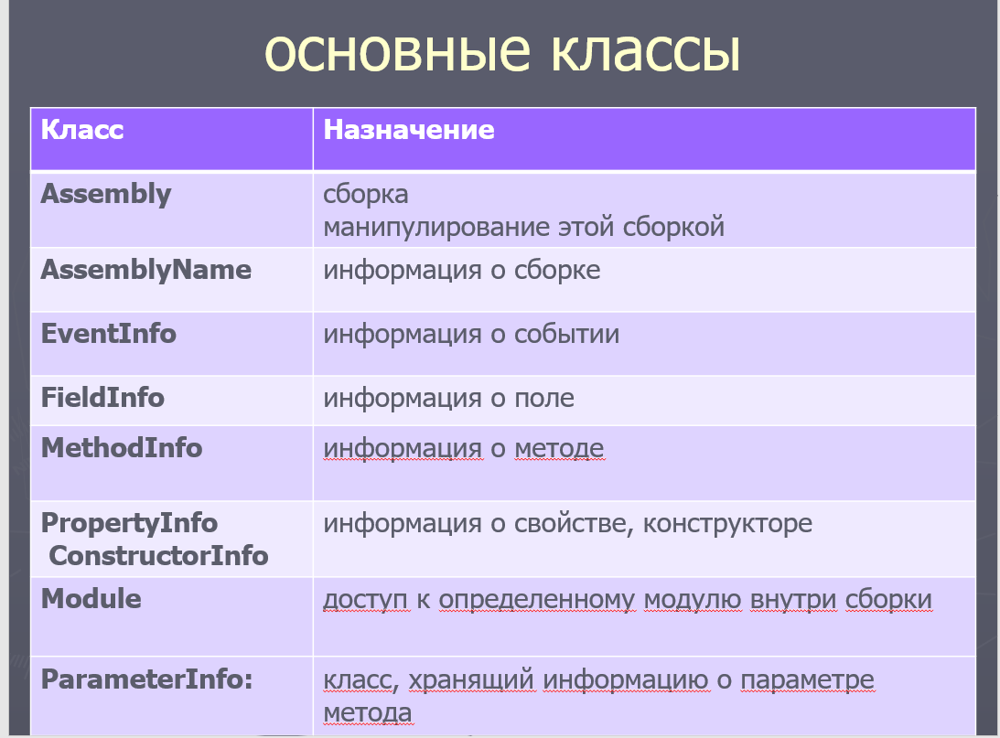 основные классы
Класс Назначение
Assembly сборка
манипулирование этой сборкой
AssemblyName информация о сборке
EventInfo информация о событии
FieldInfo информация о поле
MethodInfo информация о методе
PropertyInfo информация о свойстве, конструкторе
ConstructorInfo
Module доступ к определенному модулю внутри сборки
ParameterInfo: класс, хранящий информацию о параметре
метода